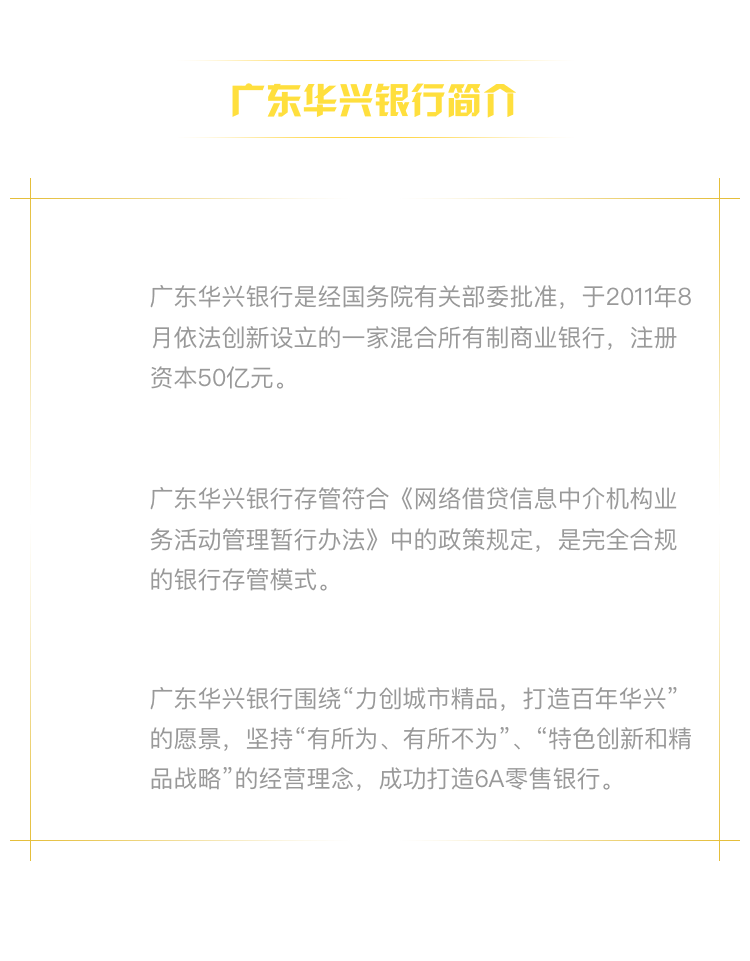 广东华兴银行简介
广东华兴银行是经国务院有关部委批准，于2011年8
月依法创新设立的一家混合所有制商业银行，注册
资本50亿元。
广东华兴银行存管符合《网络借贷信息中介机构业
务活动管理暂行办法》中的政策规定，是完全合规
的银行存管模式。
广东华兴银行围绕“力创城市精品，打造百年华兴”
的愿景，坚持“有所为、有所不为”、“特色创新和精
品战略”的经营理念，成功打造6A零售银行。